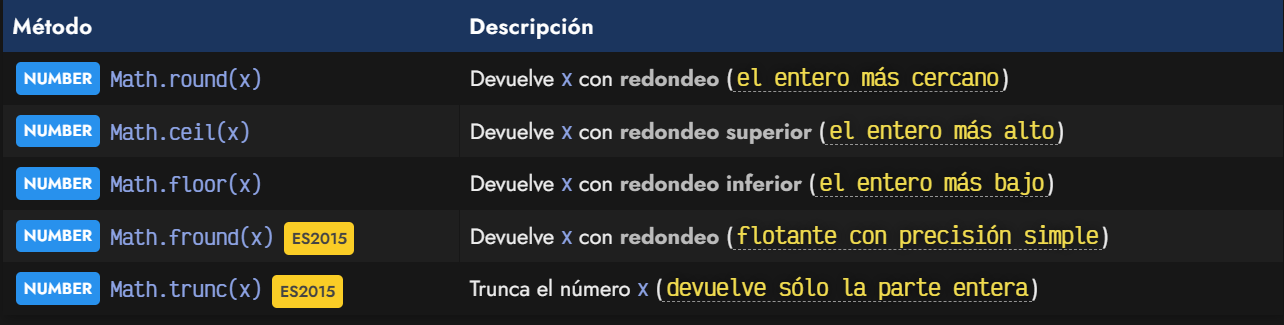 Método Descripción
NUMBER Math.round(x) Devuelve x con redondeo (el entero más cercano)
NUMBER Math.ceil(x) Devuelve x con redondeo superior (el entero más alto)
NUMBER Math.floor(x) Devuelve x con redondeo inferior (el entero más bajo)
NUMBER Math.fround(x) ES2015 Devuelve x con redondeo (flotante con precisión simple)
NUMBER Math.trunc(x) ES2015 Trunca el número x (devuelve sólo la parte entera)